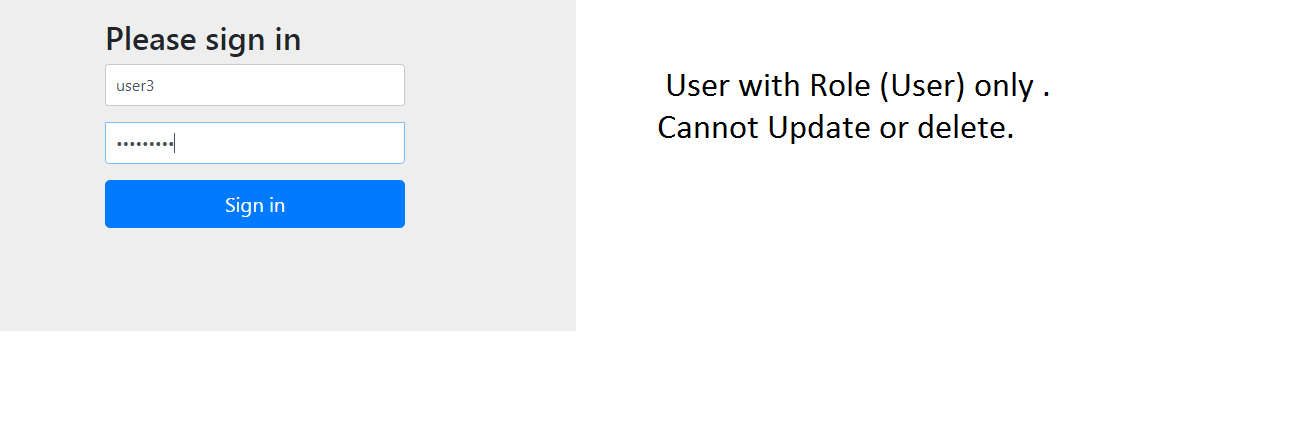 Please sign in
user3
•••••••••
Sign in
User with Role (User) only .
Cannot Update or delete.